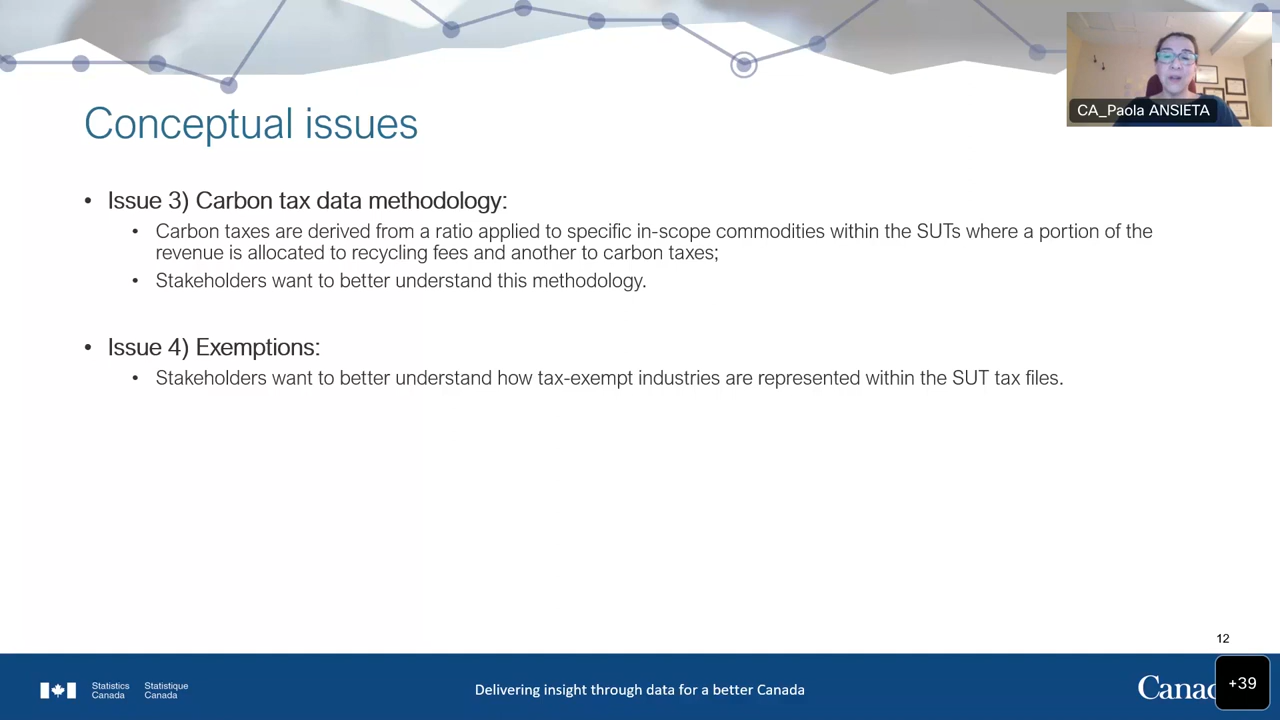 CA_Paola ANSIETA
Conceptual issues
• Issue 3) Carbon tax data methodology:
• Carbon taxes are derived from a ratio applied to specific in-scope commodities within the SUTs where a portion of the
revenue is allocated to recycling fees and another to carbon taxes;
• Stakeholders want to better understand this methodology.
• Issue 4) Exemptions:
• Stakeholders want to better understand how tax-exempt industries are represented within the SUT tax files.
12
Statistics Statistique
Canada Canada
Delivering insight through data for a better Canada
Canad
+39